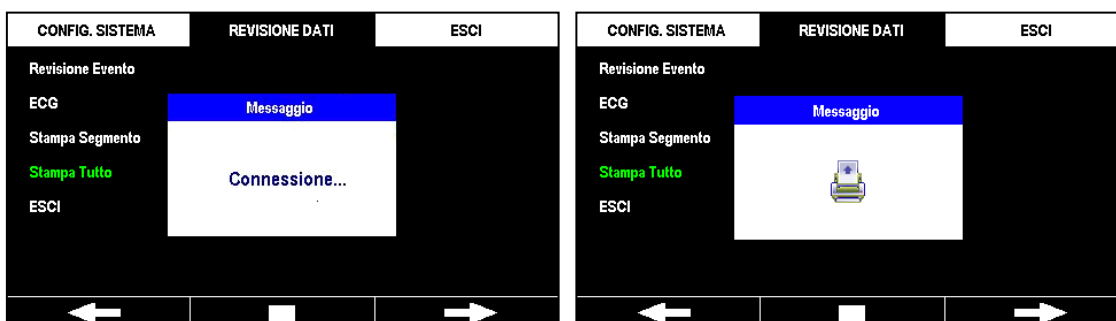 CONFIG. SISTEMA REVISIONE DATI ESCI
Revisione Evento
ECG
Messaggio
Stampa Segmento
Stampa Tutto
Connessione...
ESCI
CONFIG. SISTEMA REVISIONE DATI ESCI
Revisione Evento
ECG
Messaggio
Stampa Segmento
Stampa Tutto
ESCI